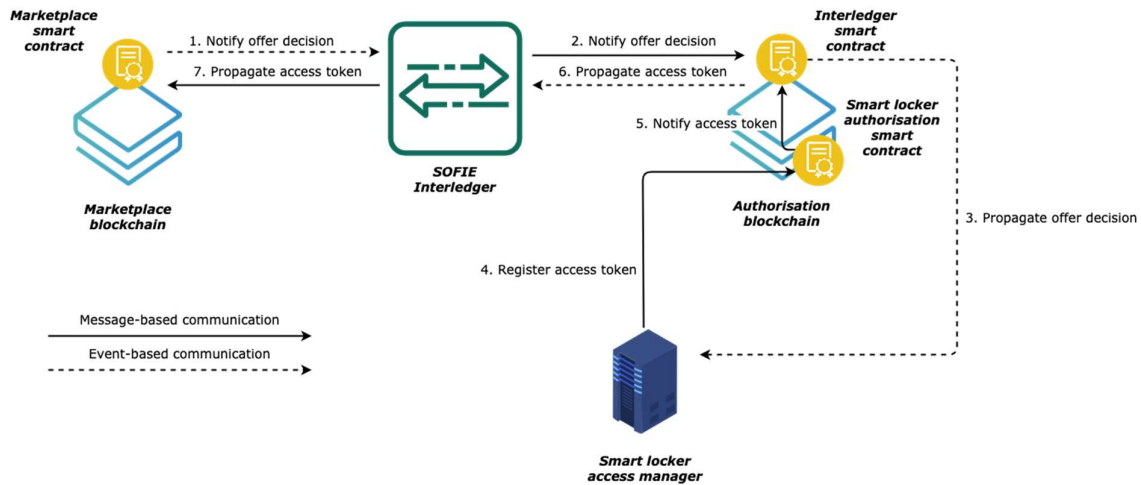 Marketplace
smart
contract
1. Notify offer decision
7. Propagate access token
Marketplace
blockchain
SOFIE
Interledger
2. Notify offer decision
6. Propagate access token
Interledger
smart
contract
5. Notify access token
Smart locker
authorisation
smart
contract
Authorisation
blockchain
3. Propagate offer decision
4. Register access token
Message-based communication
Event-based communication
Smart locker
access manager